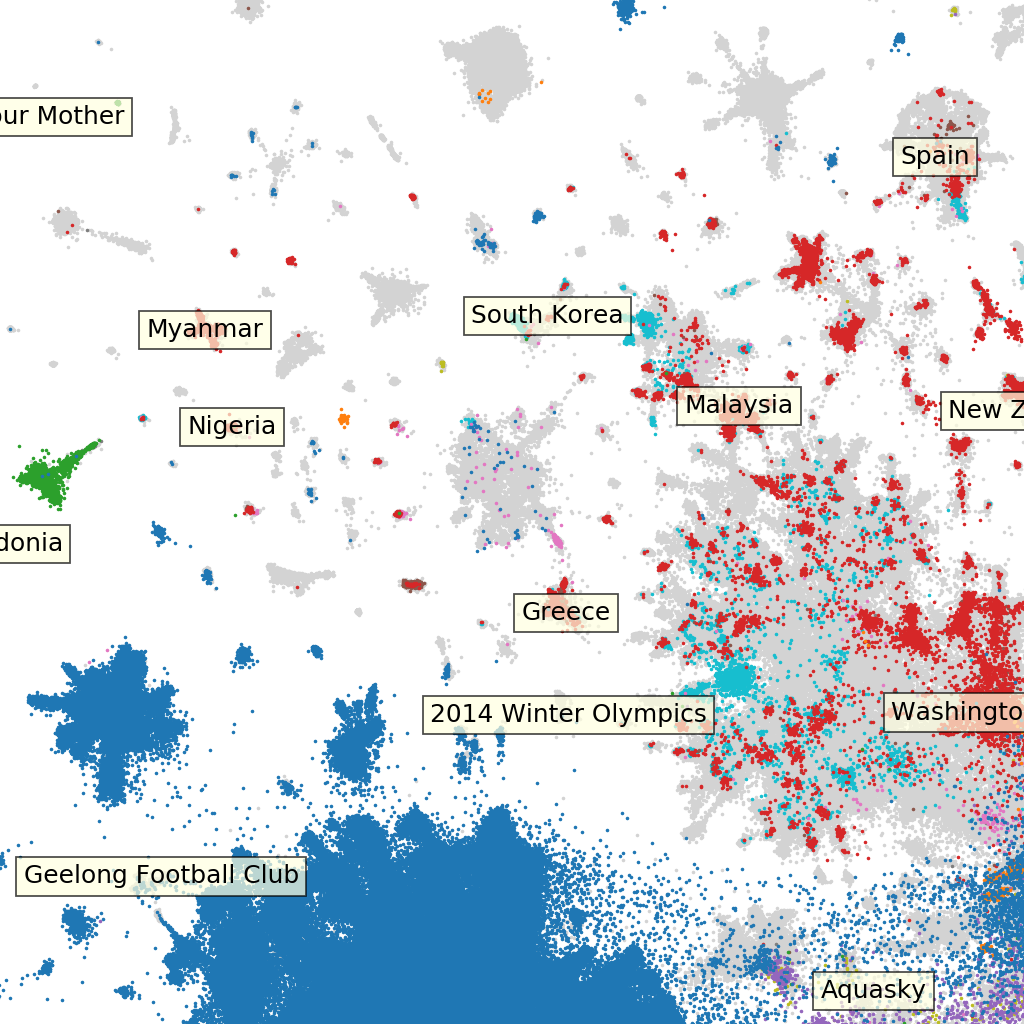 our Mother
Spain
South Korea
Myanmar
Malaysia
New Z
Nigeria
donia
Greece
2014 Winter Olympics
Washingto
Geelong Football Club
Aquasky